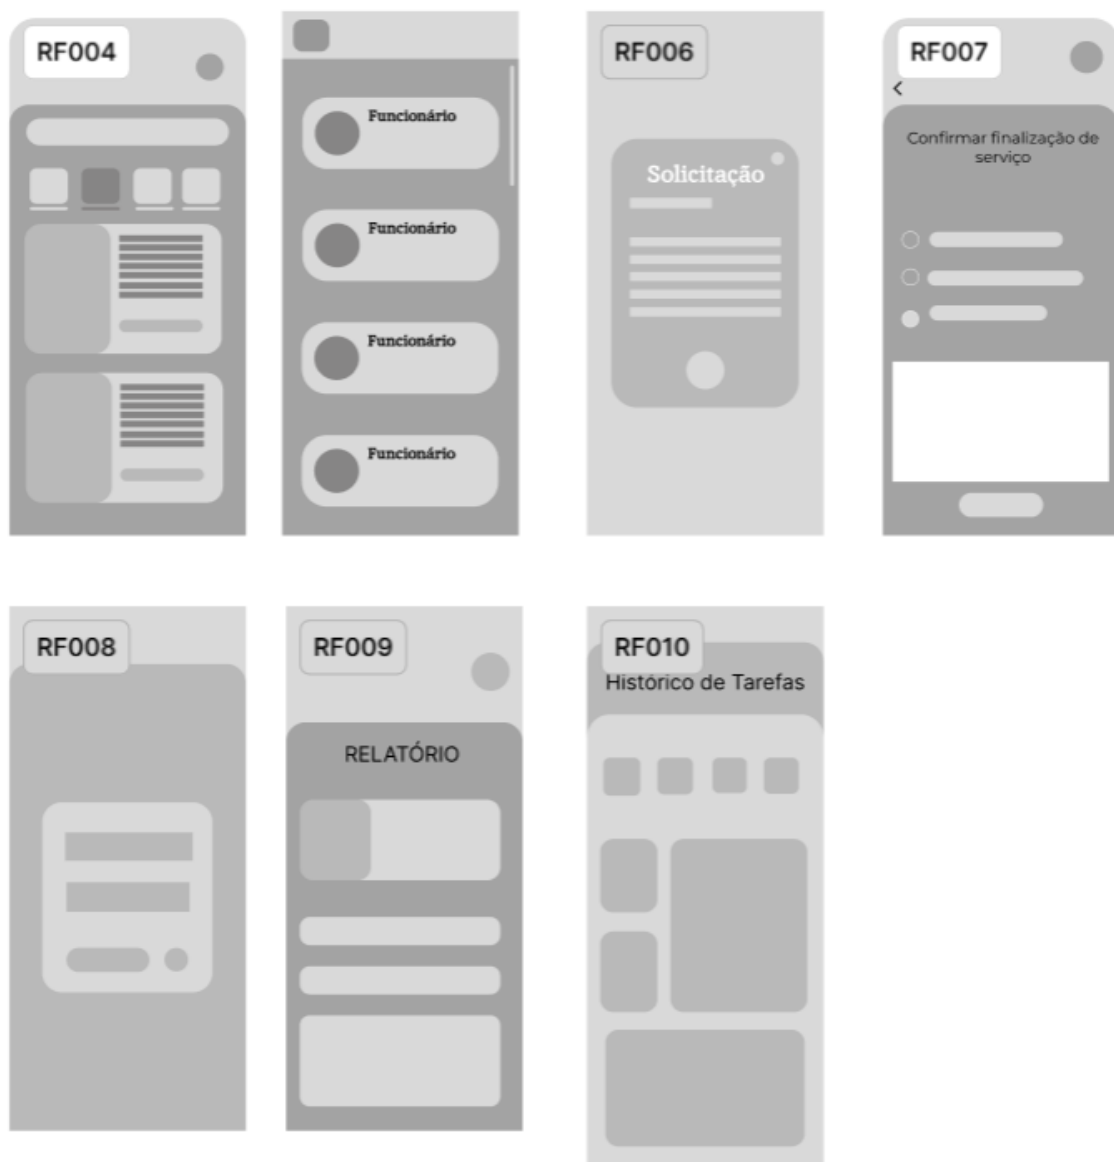 RF004
Funcionário
Funcionário
Funcionário
Funcionário
RF006
Solicitação
RF007
<
Confirmar finalização de
serviço
RF008
RF009
RELATÓRIO
RF010
Histórico de Tarefas